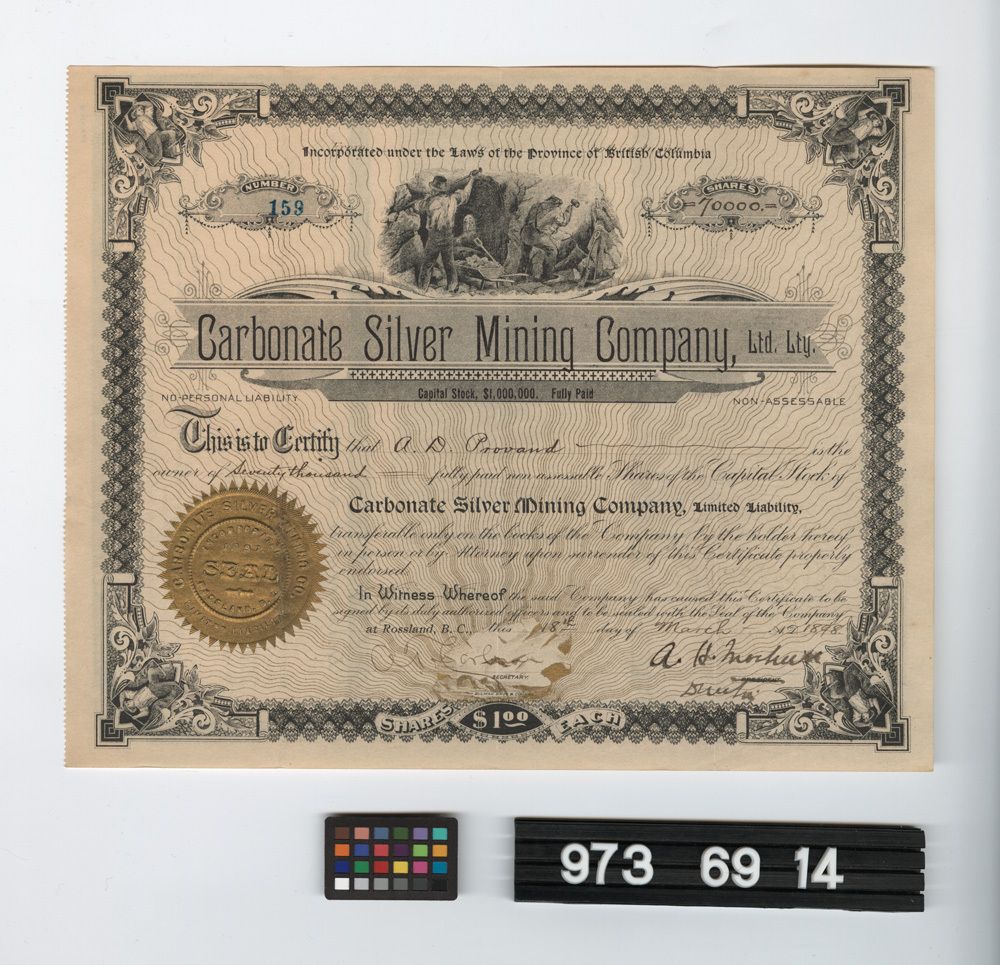 Incorporated under the Laws of the Province of British Columbia
NUMBER
159
SHARES
=70000.=
Carbonate Silver Mining Company, Ltd. Lty.
Capital Stock, $1,000,000. Fully Paid
NO-PERSONAL LIABILITY
NON-ASSESSABLE
This is to Certify that A. D. Provand is the
owner of Seventy thousand fully paid non assessable Shares of the Capital Stock of
Carbonate Silver Mining Company, Limited Liability,
transferable only on the books of the Company by the holder hereof
in person or by Attorney upon surrender of this Certificate properly
endorsed.
In Witness Whereof the said Company has caused this Certificate to be
signed by its duly authorized officers and to be sealed with the Seal of the Company
at Rossland, B. C., this 18th day of March A.D. 1898
CARBONATE SILVER MINING CO.
SEAL
ROSSLAND, B.C.
A. H.
SECRETARY.
PRESIDENT
SHARES $1.00 EACH
973 69 14